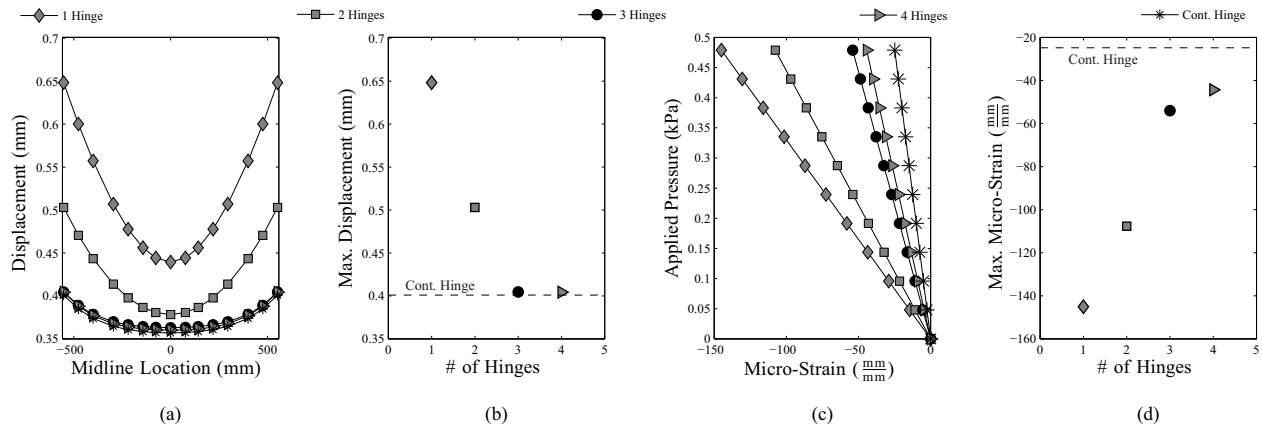 1 Hinge
2 Hinges
3 Hinges
4 Hinges
Cont. Hinge
0.7
0.65
0.6
0.55
0.5
0.45
0.4
0.35
Displacement (mm)
−500
0
500
Midline Location (mm)
(a)
0.7
0.65
0.6
0.55
0.5
0.45
0.4
0.35
Max. Displacement (mm)
Cont. Hinge
0
1
2
3
4
5
# of Hinges
(b)
0.5
0.45
0.4
0.35
0.3
0.25
0.2
0.15
0.1
0.05
0
Applied Pressure (kPa)
−150
−100
−50
0
Micro-Strain (mm/mm)
(c)
−20
−40
−60
−80
−100
−120
−140
−160
Max. Micro-Strain (mm/mm)
Cont. Hinge
0
1
2
3
4
5
# of Hinges
(d)